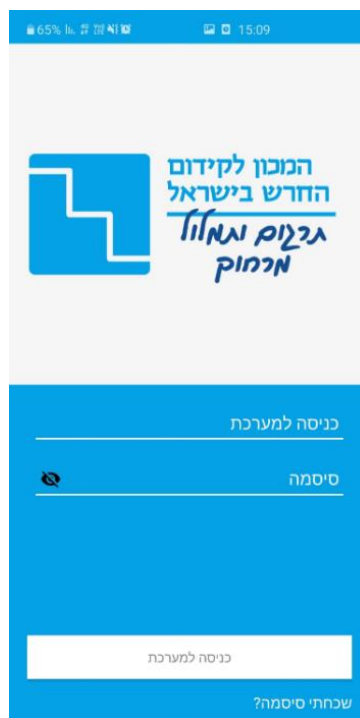 65% 15:09
המכון לקידום
החרש בישראל
תרגום ותמלול
מרחוק
כניסה למערכת
סיסמה
כניסה למערכת
שכחתי סיסמה?